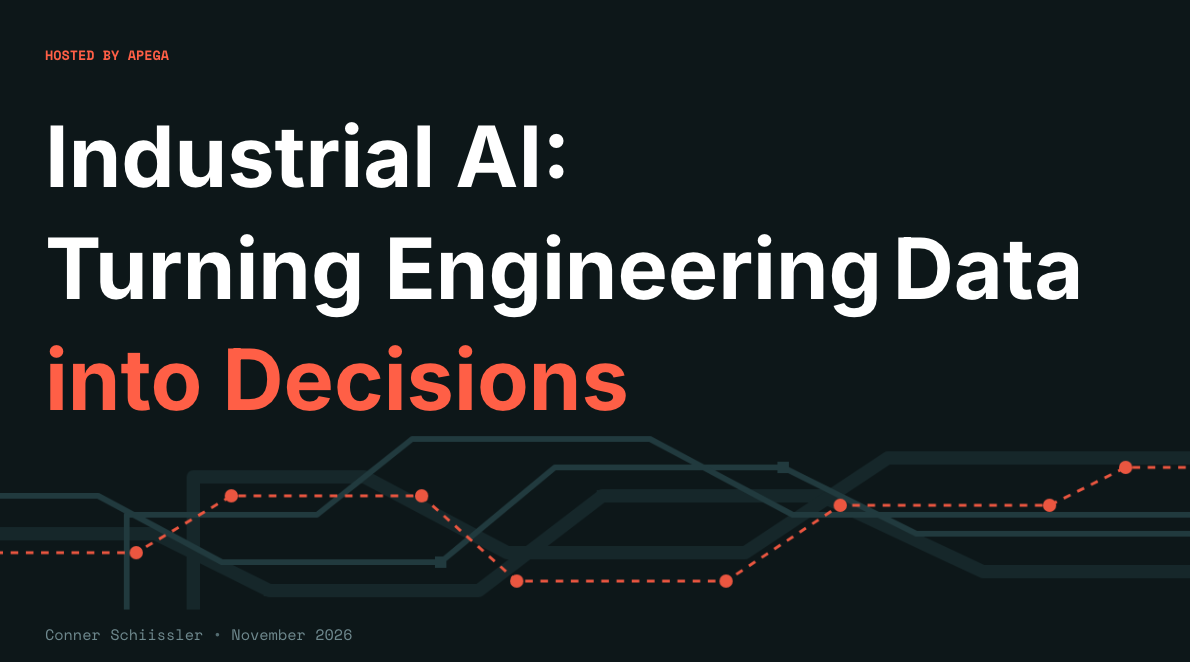 HOSTED BY APEGA
Industrial AI:
Turning Engineering Data
into Decisions
Conner Schiissler • November 2026